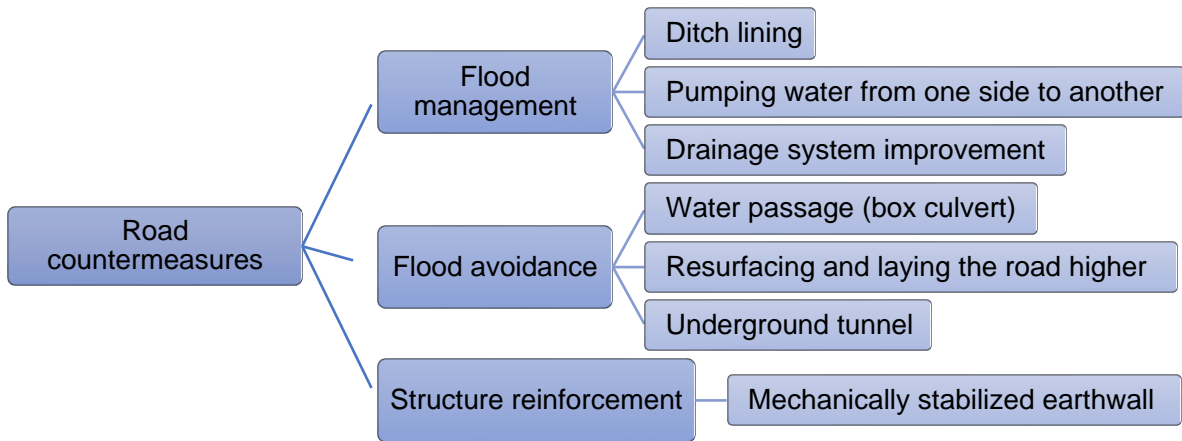 Road
countermeasures
Flood
management
Ditch lining
Pumping water from one side to another
Drainage system improvement
Flood avoidance
Water passage (box culvert)
Resurfacing and laying the road higher
Underground tunnel
Structure reinforcement
Mechanically stabilized earthwall